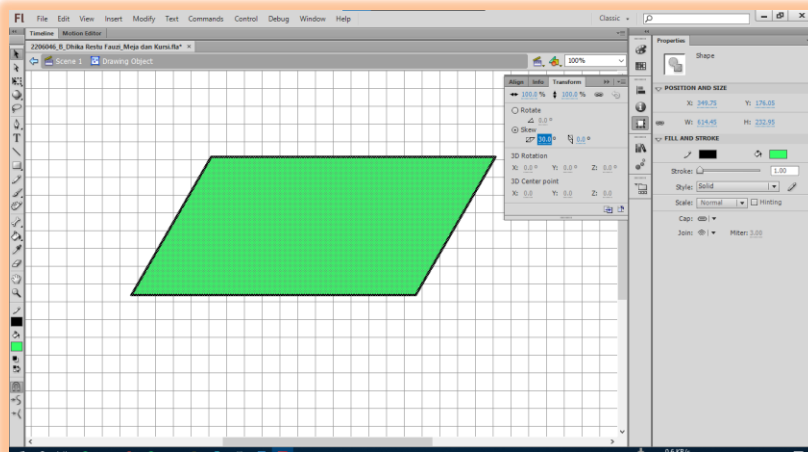 Fl File Edit View Insert Modify Text Commands Control Debug Window Help Classic
Timeline Motion Editor
2206046_B_Dhika Restu Fauzi_Meja dan Kursi.fla* ×
Scene 1 Drawing Object 100%
Align Info Transform
100.0 % 100.0 %
Rotate
0.0 °
Skew
30.0 ° 0.0 °
3D Rotation
X: 0.0 ° Y: 0.0 ° Z: 0.0 °
3D Center point
X: 0.0 Y: 0.0 Z: 0.0
Properties
Shape
POSITION AND SIZE
X: 349.75 Y: 176.05
W: 614.45 H: 232.95
FILL AND STROKE
Stroke: 1.00
Style: Solid
Scale: Normal Hinting
Cap:
Join: Miter: 3.00